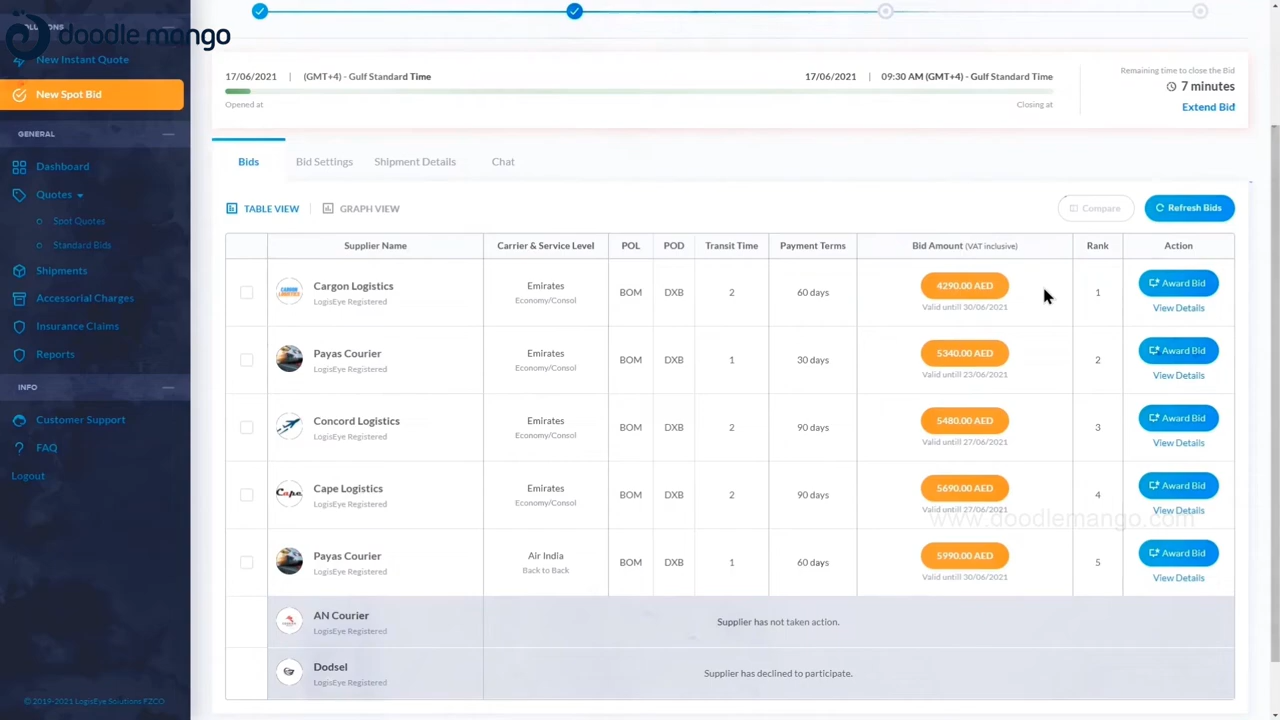 SOLUTIONS
doodle mango
New Instant Quote
New Spot Bid
GENERAL
Dashboard
Quotes
Spot Quotes
Standard Bids
Shipments
Accessorial Charges
Insurance Claims
Reports
INFO
Customer Support
FAQ
Logout
© 2019-2021 LogisEye Solutions FZCO
17/06/2021 | (GMT+4) - Gulf Standard Time
17/06/2021 | 09:30 AM (GMT+4) - Gulf Standard Time
Opened at
Closing at
Remaining time to close the Bid
7 minutes
Extend Bid
Bids Bid Settings Shipment Details Chat
TABLE VIEW | GRAPH VIEW
Compare Refresh Bids
Supplier Name Carrier & Service Level POL POD Transit Time Payment Terms Bid Amount (VAT inclusive) Rank Action
Cargon Logistics Emirates BOM DXB 2 60 days 4290.00 AED 1 Award Bid
LogisEye Registered Economy/Consol Valid untill 30/06/2021 View Details
Payas Courier Emirates BOM DXB 1 30 days 5340.00 AED 2 Award Bid
LogisEye Registered Economy/Consol Valid untill 23/06/2021 View Details
Concord Logistics Emirates BOM DXB 2 90 days 5480.00 AED 3 Award Bid
LogisEye Registered Economy/Consol Valid untill 27/06/2021 View Details
Cape Logistics Emirates BOM DXB 2 90 days 5690.00 AED 4 Award Bid
LogisEye Registered Economy/Consol Valid untill 27/06/2021 View Details
www.doodlemango.com
Payas Courier Air India BOM DXB 1 60 days 5990.00 AED 5 Award Bid
LogisEye Registered Back to Back Valid untill 30/06/2021 View Details
AN Courier Supplier has not taken action.
LogisEye Registered
Dodsel Supplier has declined to participate.
LogisEye Registered